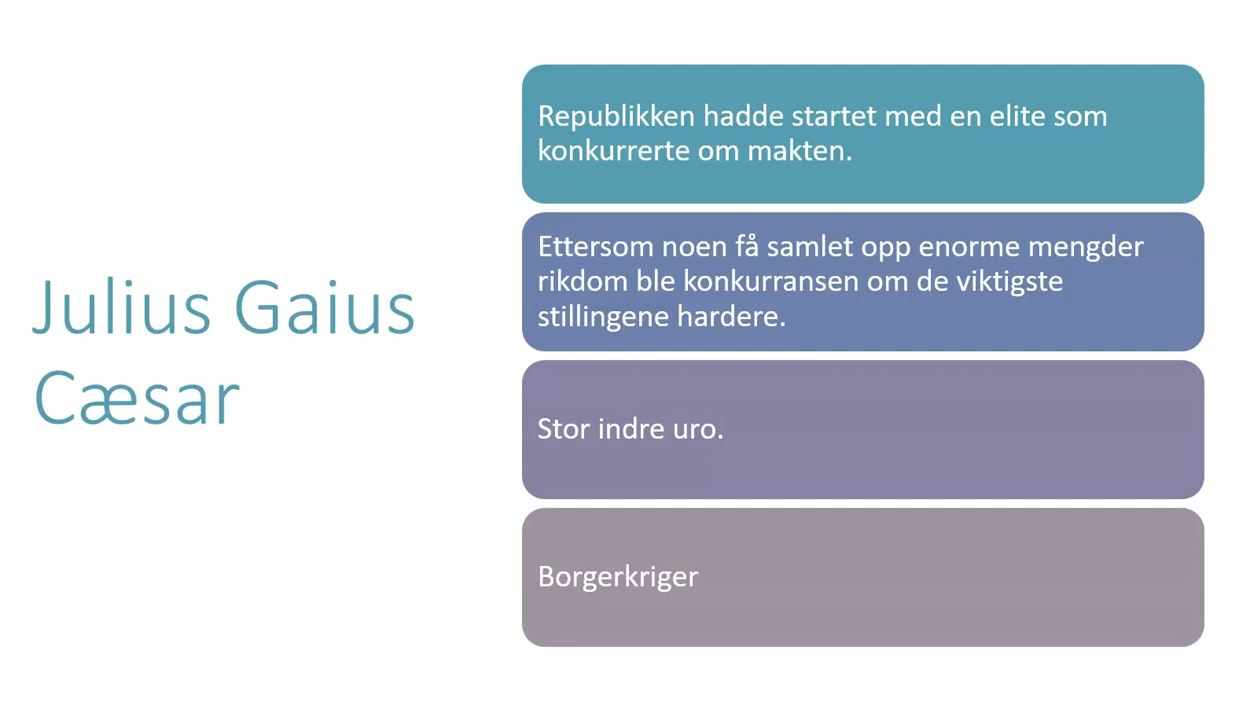 Julius Gaius
Cæsar
Republikken hadde startet med en elite som
konkurrerte om makten.
Ettersom noen få samlet opp enorme mengder
rikdom ble konkurransen om de viktigste
stillingene hardere.
Stor indre uro.
Borgerkriger